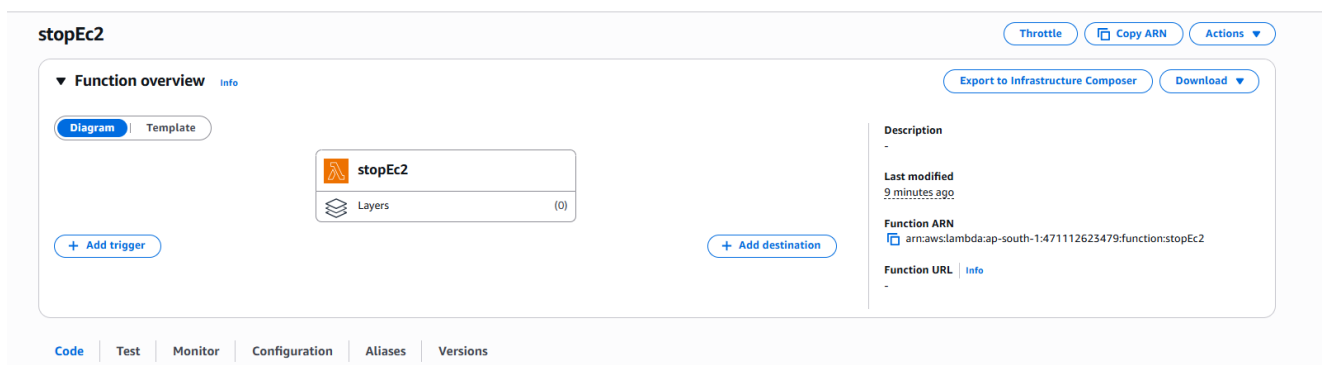 stopEc2
Throttle
Copy ARN
Actions
Function overview Info
Export to Infrastructure Composer
Download
Diagram Template
stopEc2
Layers (0)
+ Add trigger
+ Add destination
Description
-
Last modified
9 minutes ago
Function ARN
arn:aws:lambda:ap-south-1:471112623479:function:stopEc2
Function URL Info
-
Code Test Monitor Configuration Aliases Versions